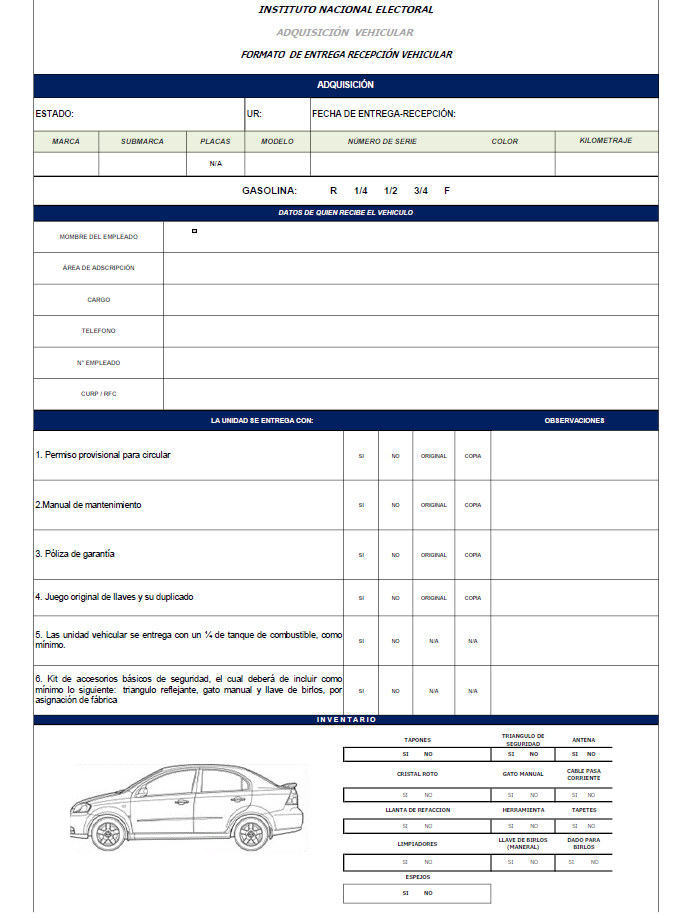 INSTITUTO NACIONAL ELECTORAL
ADQUISICIÓN VEHICULAR
FORMATO DE ENTREGA RECEPCIÓN VEHICULAR
ADQUISICIÓN
ESTADO: UR: FECHA DE ENTREGA-RECEPCIÓN:
MARCA SUBMARCA PLACAS MODELO NÚMERO DE SERIE COLOR KILOMETRAJE
N/A
GASOLINA: R 1/4 1/2 3/4 F
DATOS DE QUIEN RECIBE EL VEHICULO
MOMBRE DEL EMPLEADO
ÁREA DE ADSCRIPCIÓN
CARGO
TELEFONO
N° EMPLEADO
CURP / RFC
LA UNIDAD SE ENTREGA CON: OBSERVACIONES
1. Permiso provisional para circular SI NO ORIGINAL COPIA
2.Manual de mantenimiento SI NO ORIGINAL COPIA
3. Póliza de garantía SI NO ORIGINAL COPIA
4. Juego original de llaves y su duplicado SI NO ORIGINAL COPIA
5. Las unidad vehicular se entrega con un ¼ de tanque de combustible, como
mínimo. SI NO N/A N/A
6. Kit de accesorios básicos de seguridad, el cual deberá de incluir como
mínimo lo siguiente: triangulo reflejante, gato manual y llave de birlos, por
asignación de fábrica SI NO N/A N/A
INVENTARIO
TAPONES TRIANGULO DE SEGURIDAD ANTENA
SI NO SI NO SI NO
CRISTAL ROTO GATO MANUAL CABLE PASA CORRIENTE
SI NO SI NO SI NO
LLANTA DE REFACCION HERRAMIENTA TAPETES
SI NO SI NO SI NO
LIMPIADORES LLAVE DE BIRLOS (MANERAL) DADO PARA BIRLOS
SI NO SI NO SI NO
ESPEJOS
SI NO